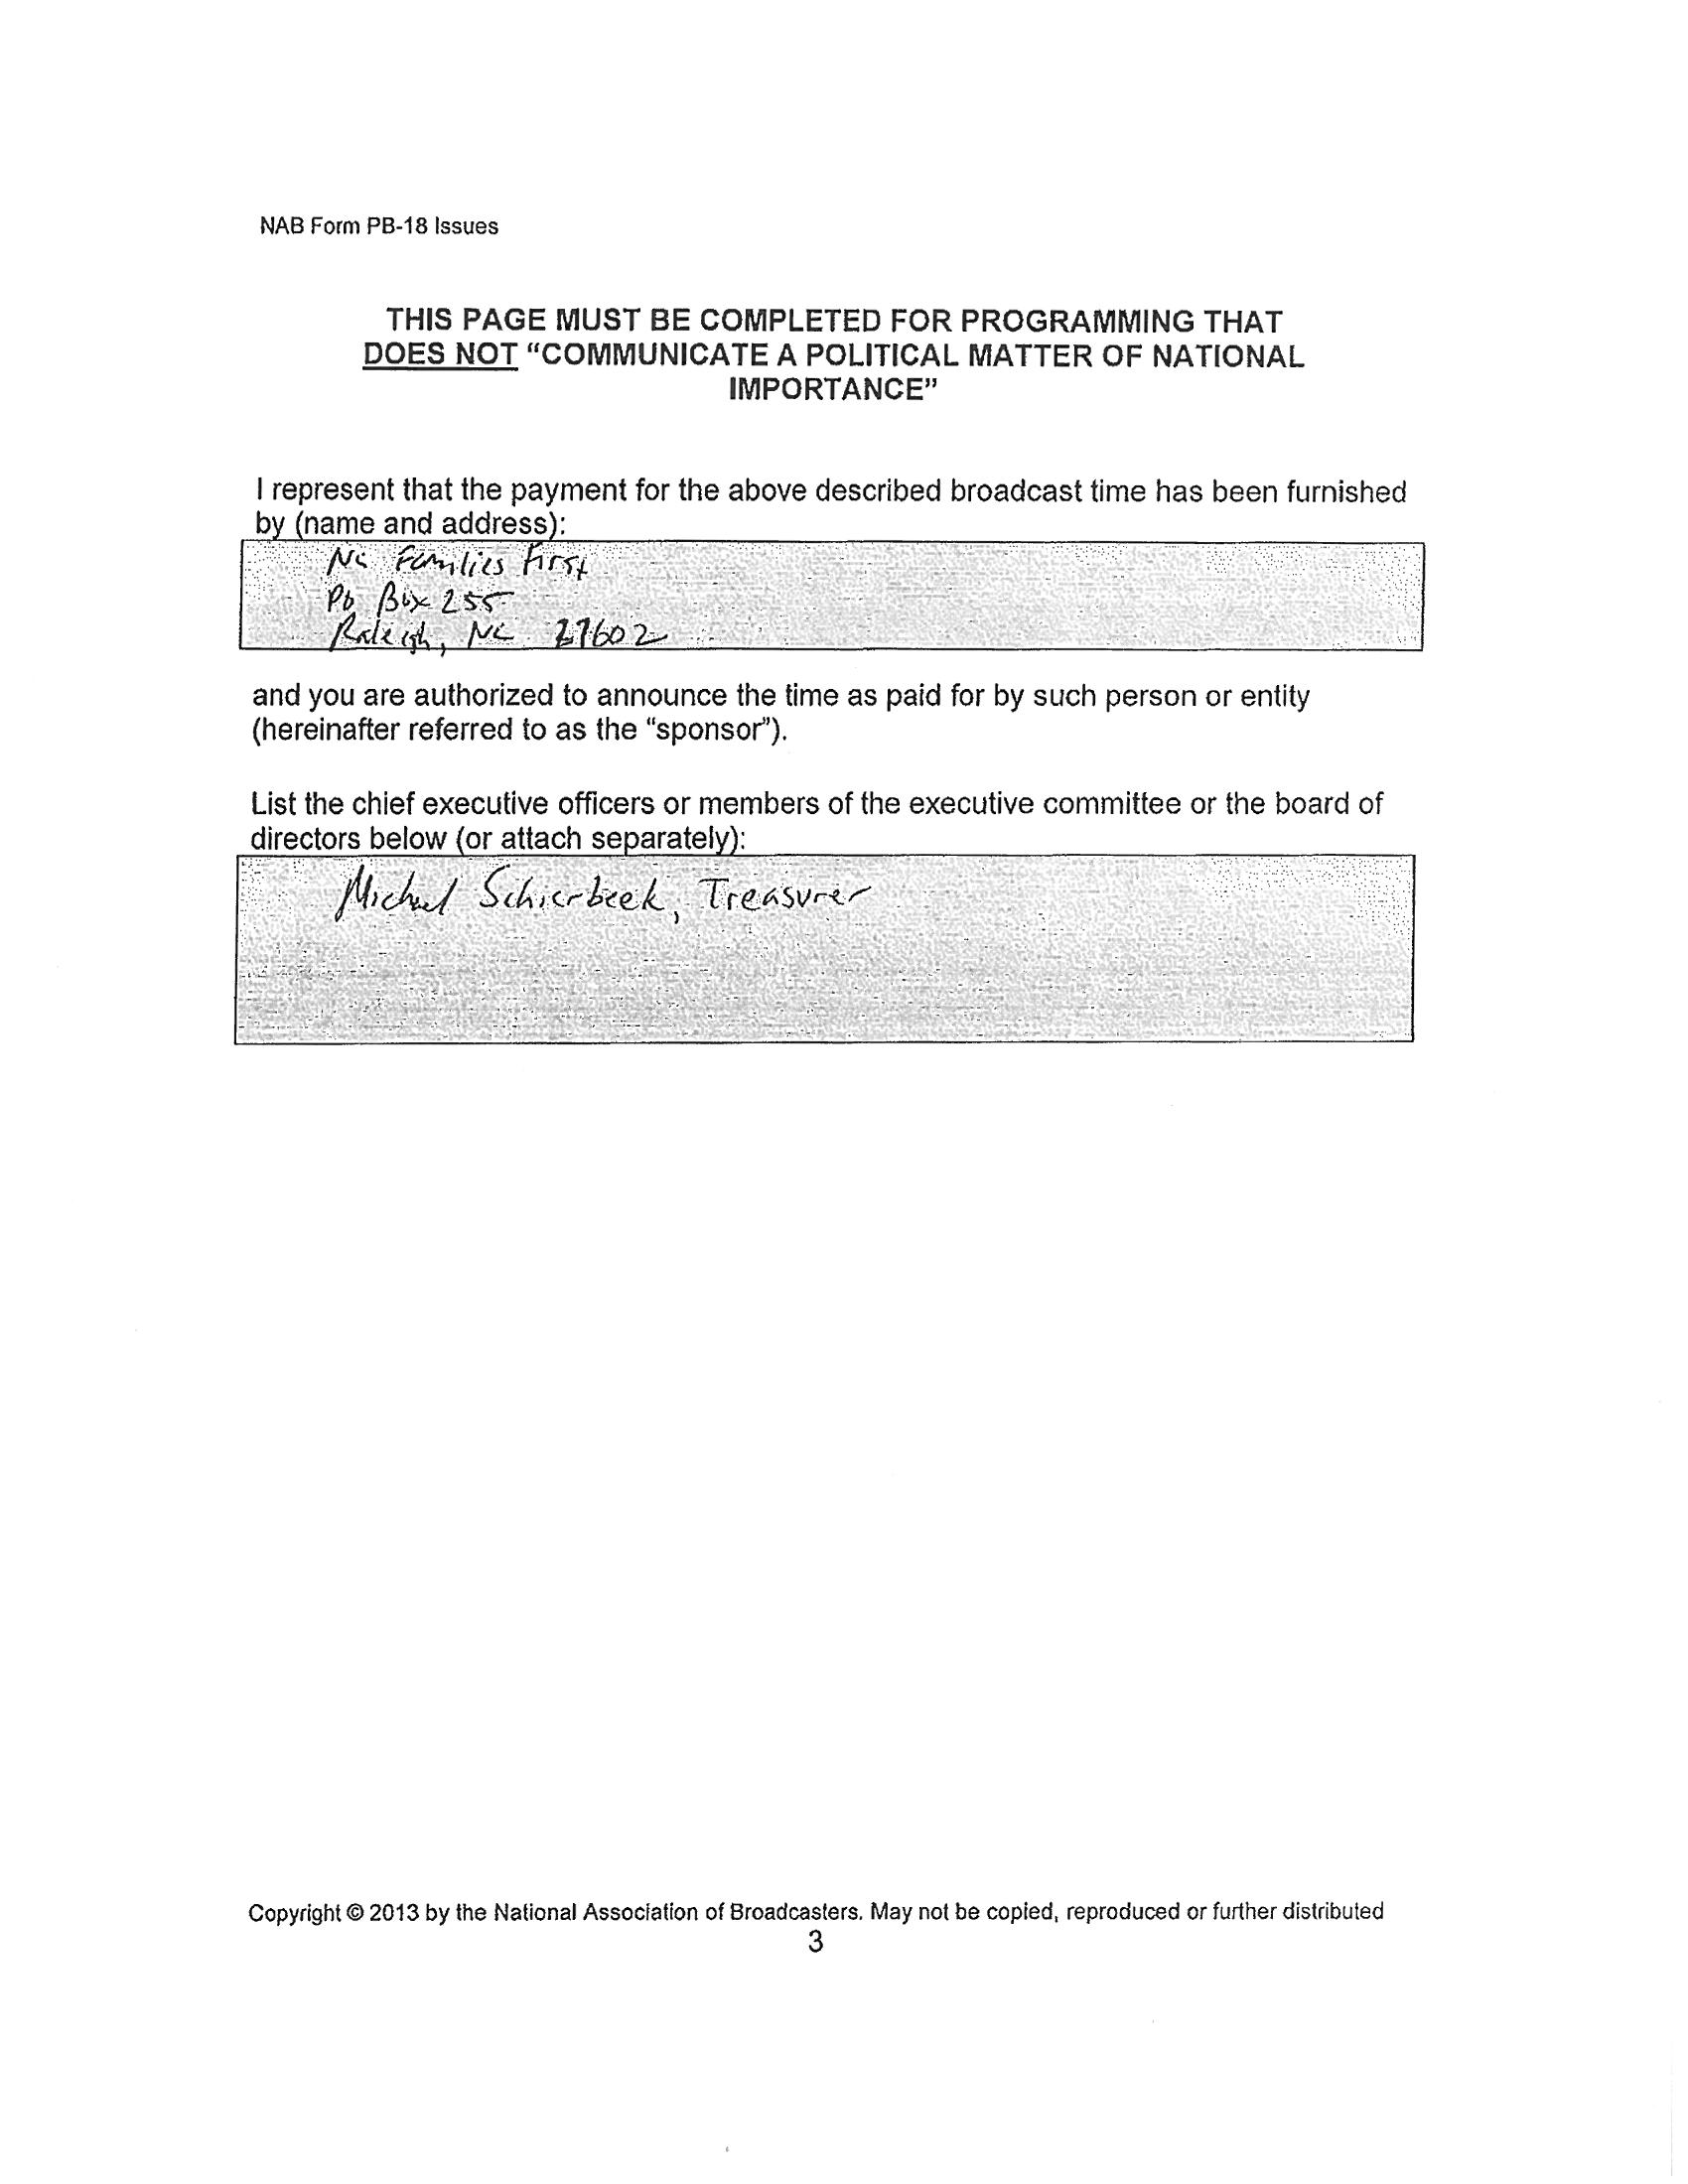 NAB Form PB-18 Issues
THIS PAGE MUST BE COMPLETED FOR PROGRAMMING THAT
DOES NOT “COMMUNICATE A POLITICAL MATTER OF NATIONAL
IMPORTANCE”
I represent that the payment for the above described broadcast time has been furnished
by (name and address):
NC Families First
PO Box 255
Raleigh, NC 27602
and you are authorized to announce the time as paid for by such person or entity
(hereinafter referred to as the “sponsor”).
List the chief executive officers or members of the executive committee or the board of
directors below (or attach separately):
Michael Schierbeek, Treasurer
Copyright © 2013 by the National Association of Broadcasters. May not be copied, reproduced or further distributed
3